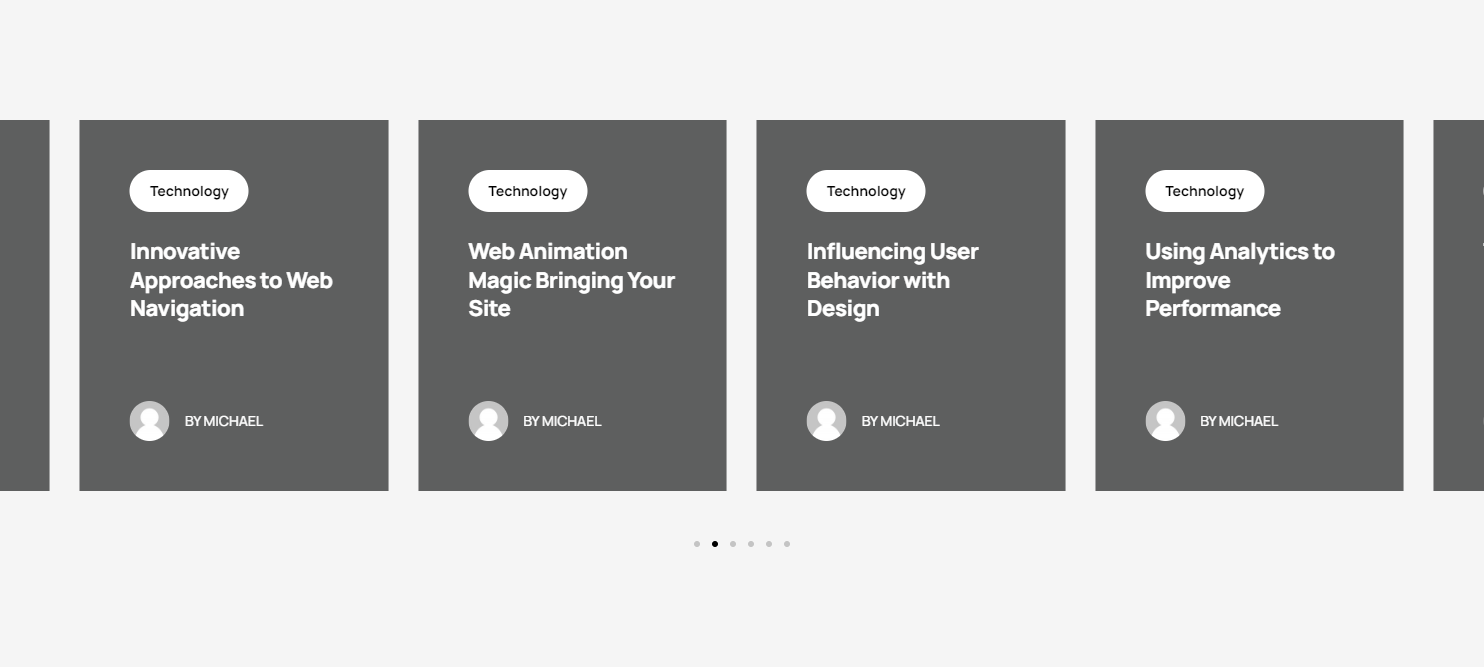 Technology
Innovative
Approaches to Web
Navigation
BY MICHAEL
Technology
Web Animation
Magic Bringing Your
Site
BY MICHAEL
Technology
Influencing User
Behavior with
Design
BY MICHAEL
Technology
Using Analytics to
Improve
Performance
BY MICHAEL